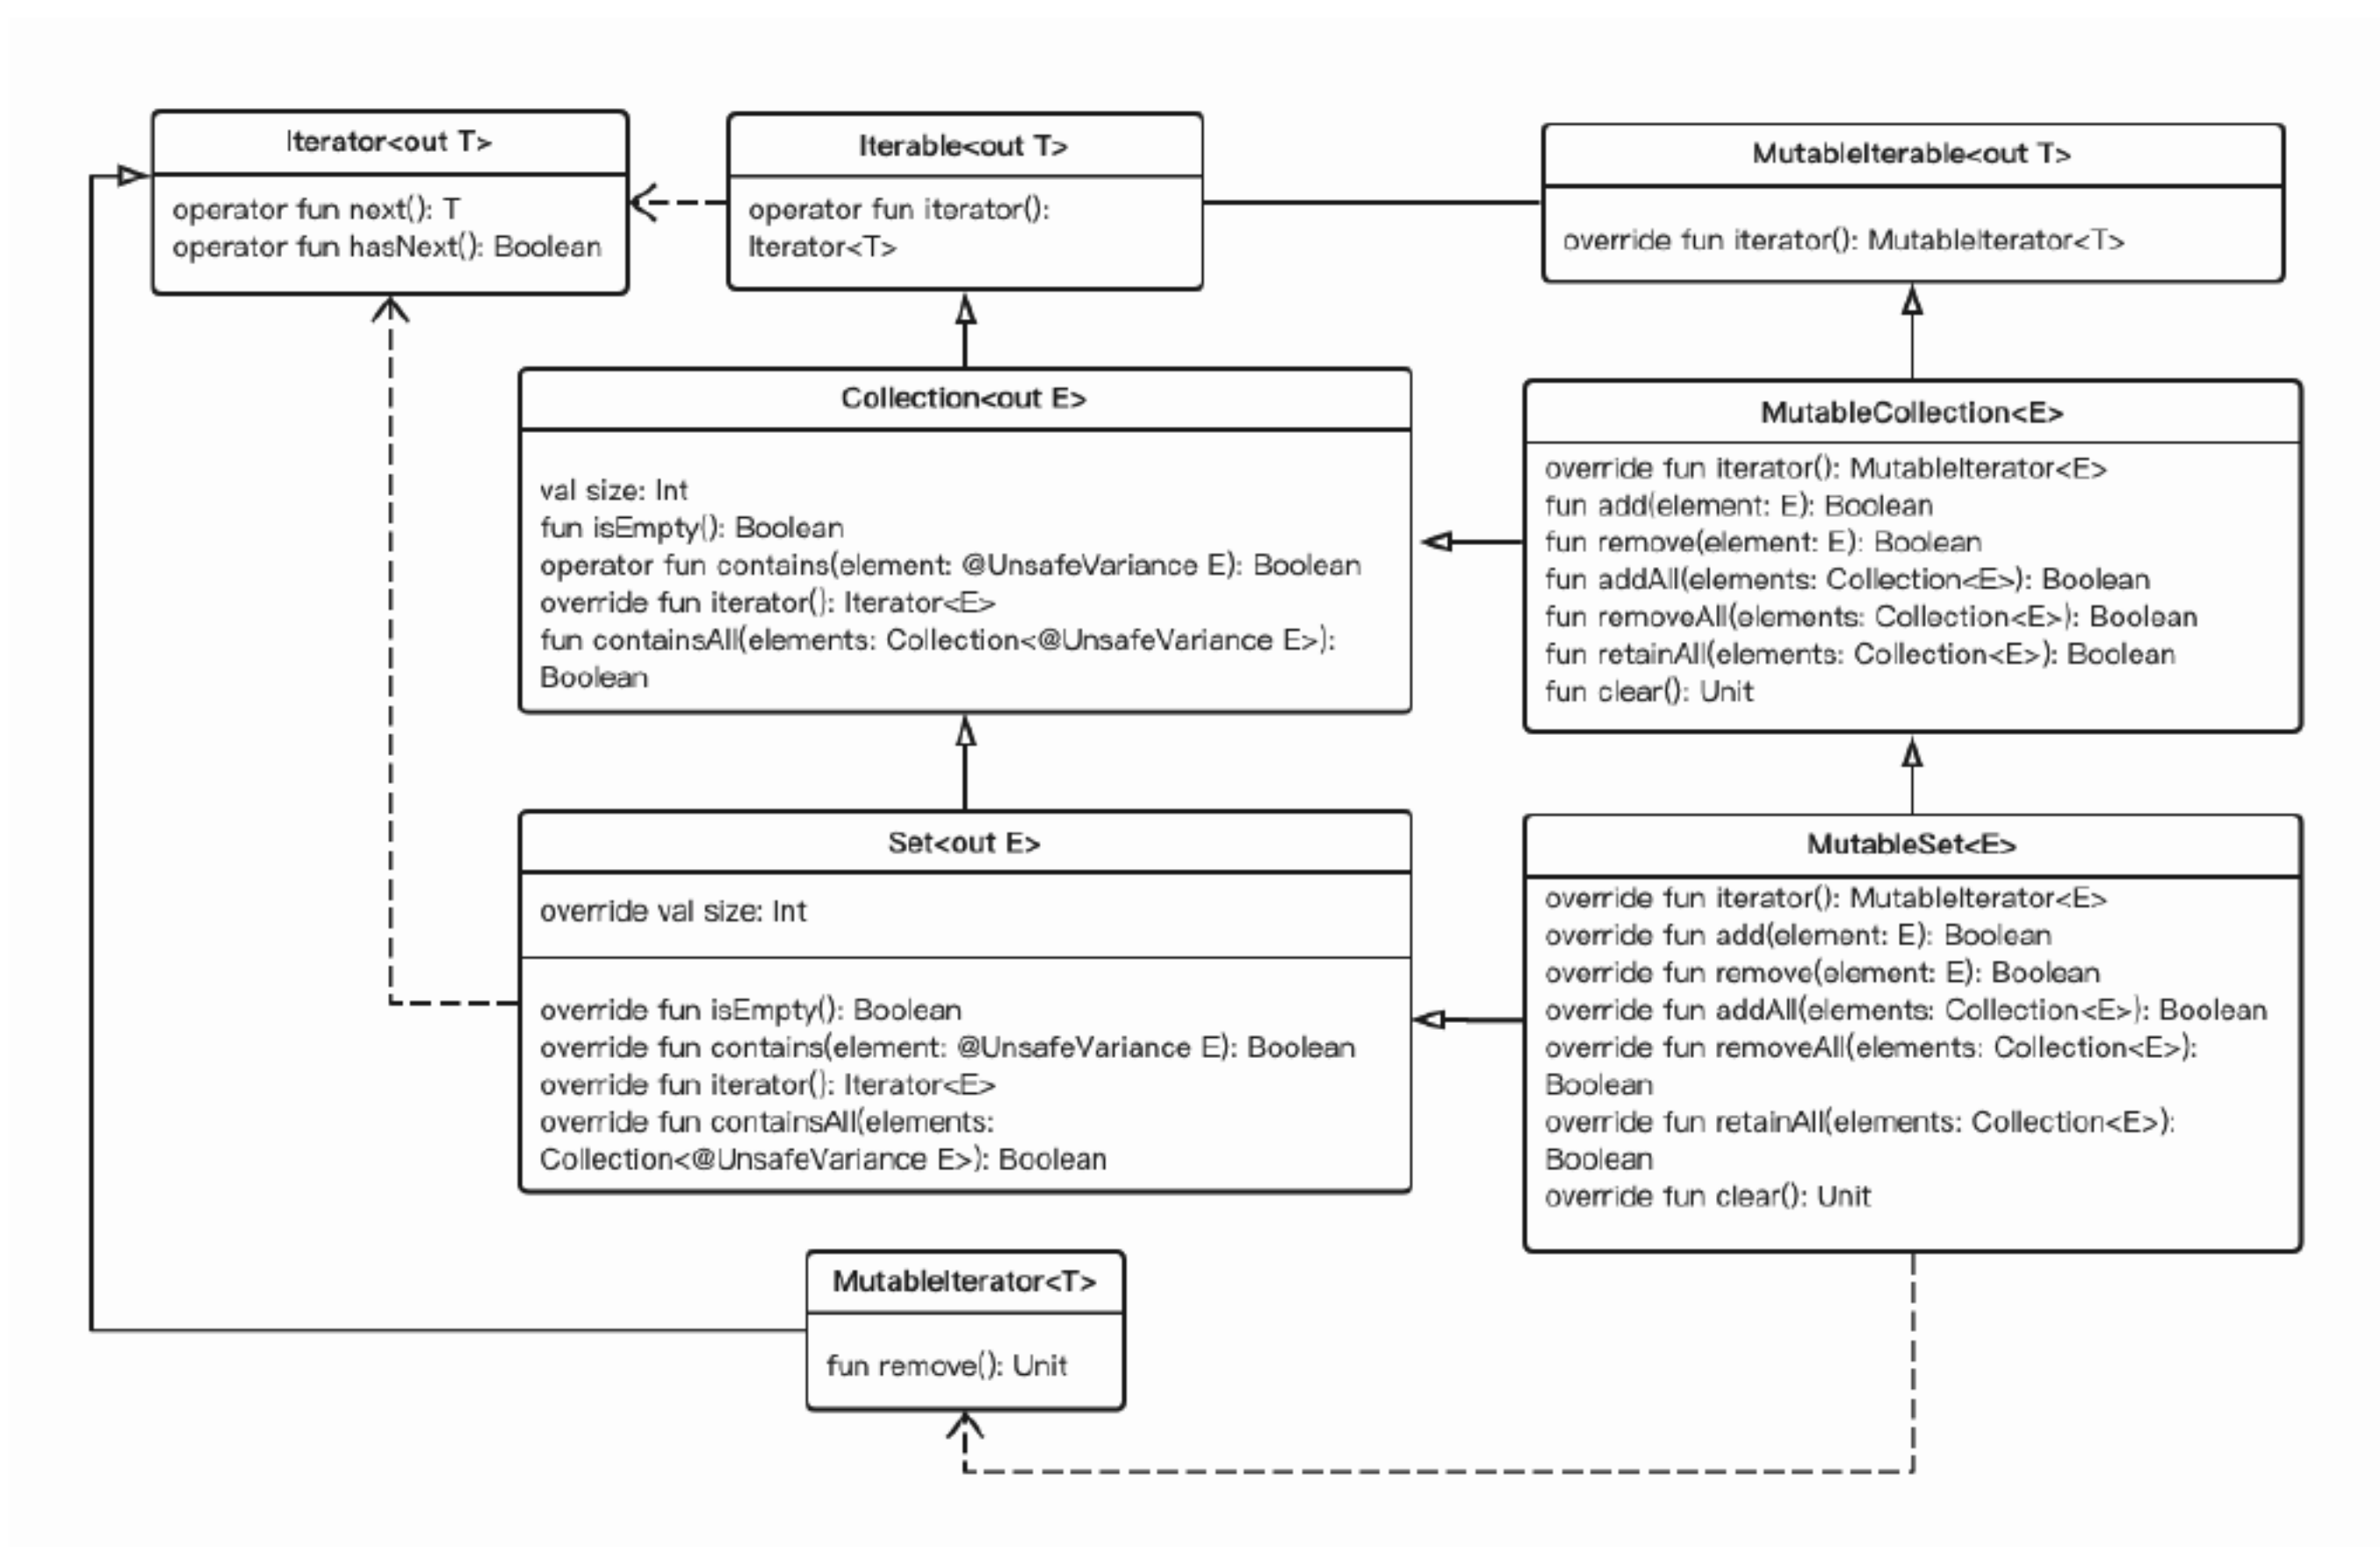 Iterator<out T>
operator fun next(): T
operator fun hasNext(): Boolean
Iterable<out T>
operator fun iterator():
Iterator<T>
MutableIterable<out T>
override fun iterator(): MutableIterator<T>
Collection<out E>
val size: Int
fun isEmpty(): Boolean
operator fun contains(element: @UnsafeVariance E): Boolean
override fun iterator(): Iterator<E>
fun containsAll(elements: Collection<@UnsafeVariance E>):
Boolean
MutableCollection<E>
override fun iterator(): MutableIterator<E>
fun add(element: E): Boolean
fun remove(element: E): Boolean
fun addAll(elements: Collection<E>): Boolean
fun removeAll(elements: Collection<E>): Boolean
fun retainAll(elements: Collection<E>): Boolean
fun clear(): Unit
Set<out E>
override val size: Int
override fun isEmpty(): Boolean
override fun contains(element: @UnsafeVariance E): Boolean
override fun iterator(): Iterator<E>
override fun containsAll(elements:
Collection<@UnsafeVariance E>): Boolean
MutableSet<E>
override fun iterator(): MutableIterator<E>
override fun add(element: E): Boolean
override fun remove(element: E): Boolean
override fun addAll(elements: Collection<E>): Boolean
override fun removeAll(elements: Collection<E>):
Boolean
override fun retainAll(elements: Collection<E>):
Boolean
override fun clear(): Unit
MutableIterator<T>
fun remove(): Unit